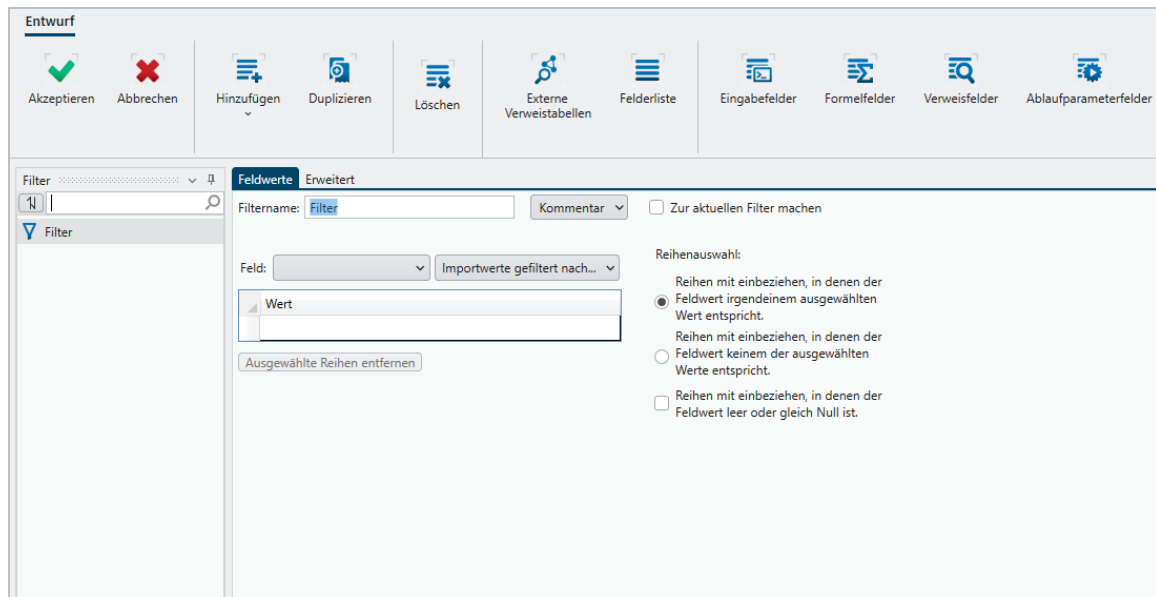 Entwurf
Akzeptieren
Abbrechen
Hinzufügen
Duplizieren
Löschen
Externe
Verweistabellen
Felderliste
Eingabefelder
Formelfelder
Verweisfelder
Ablaufparameterfelder
Filter
Filter
Feldwerte Erweitert
Filtername: Filter Kommentar Zur aktuellen Filter machen
Feld: Importwerte gefiltert nach...
Wert
Ausgewählte Reihen entfernen
Reihenauswahl:
Reihen mit einbeziehen, in denen der
Feldwert irgendeinem ausgewählten
Wert entspricht.
Reihen mit einbeziehen, in denen der
Feldwert keinem der ausgewählten
Werte entspricht.
Reihen mit einbeziehen, in denen der
Feldwert leer oder gleich Null ist.